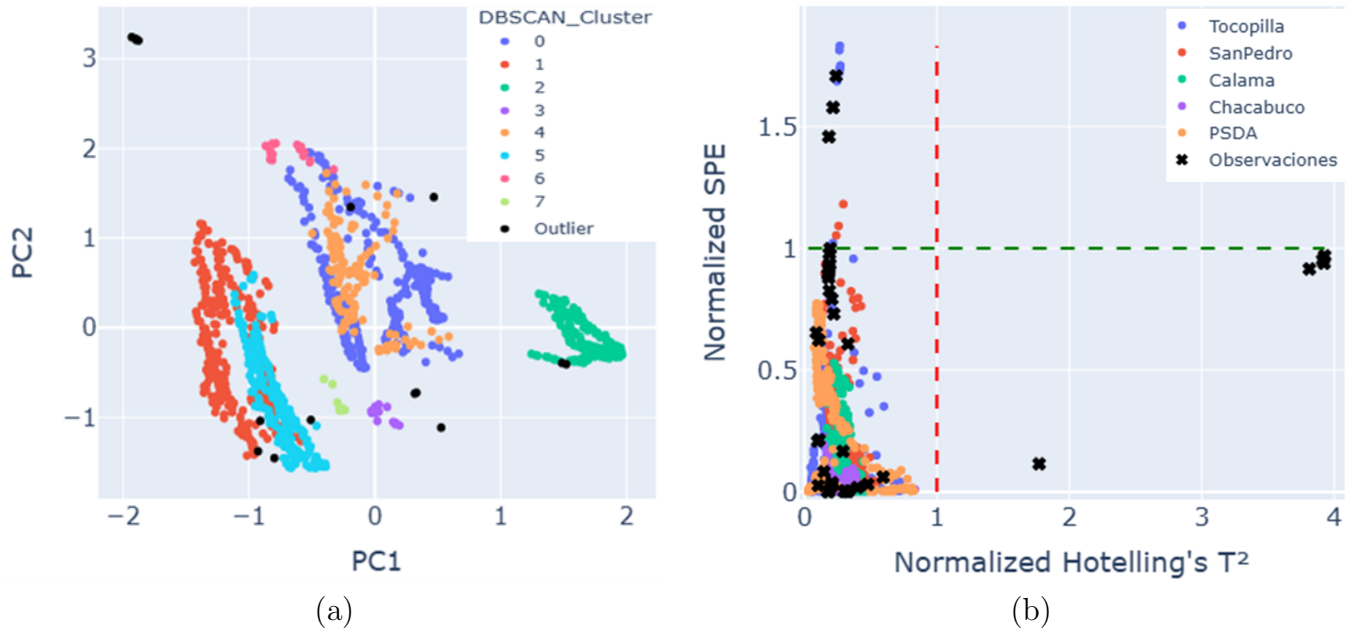 DBSCAN_Cluster
0
1
2
3
4
5
6
7
Outlier
3
2
1
0
−1
PC2
−2
−1
0
1
2
PC1
(a)
Tocopilla
SanPedro
Calama
Chacabuco
PSDA
Observaciones
1.5
1
0.5
0
Normalized SPE
0
1
2
3
4
Normalized Hotelling's T²
(b)